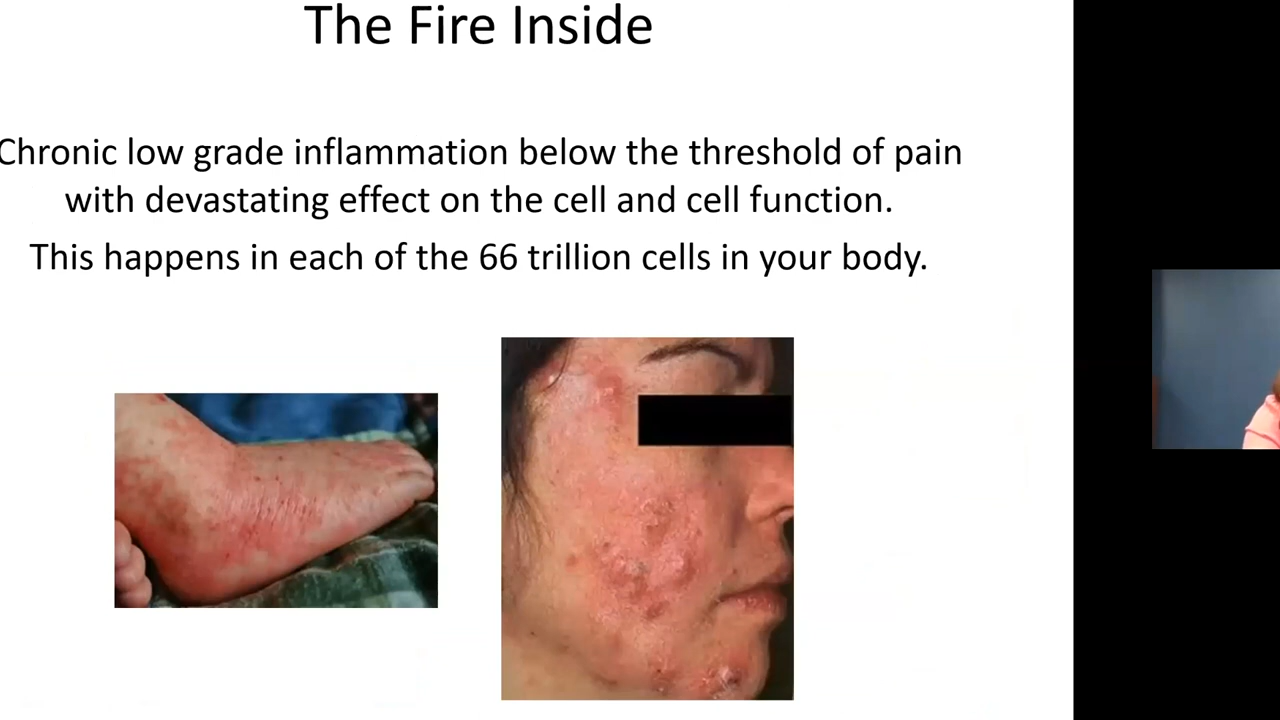 The Fire Inside
Chronic low grade inflammation below the threshold of pain
with devastating effect on the cell and cell function.
This happens in each of the 66 trillion cells in your body.